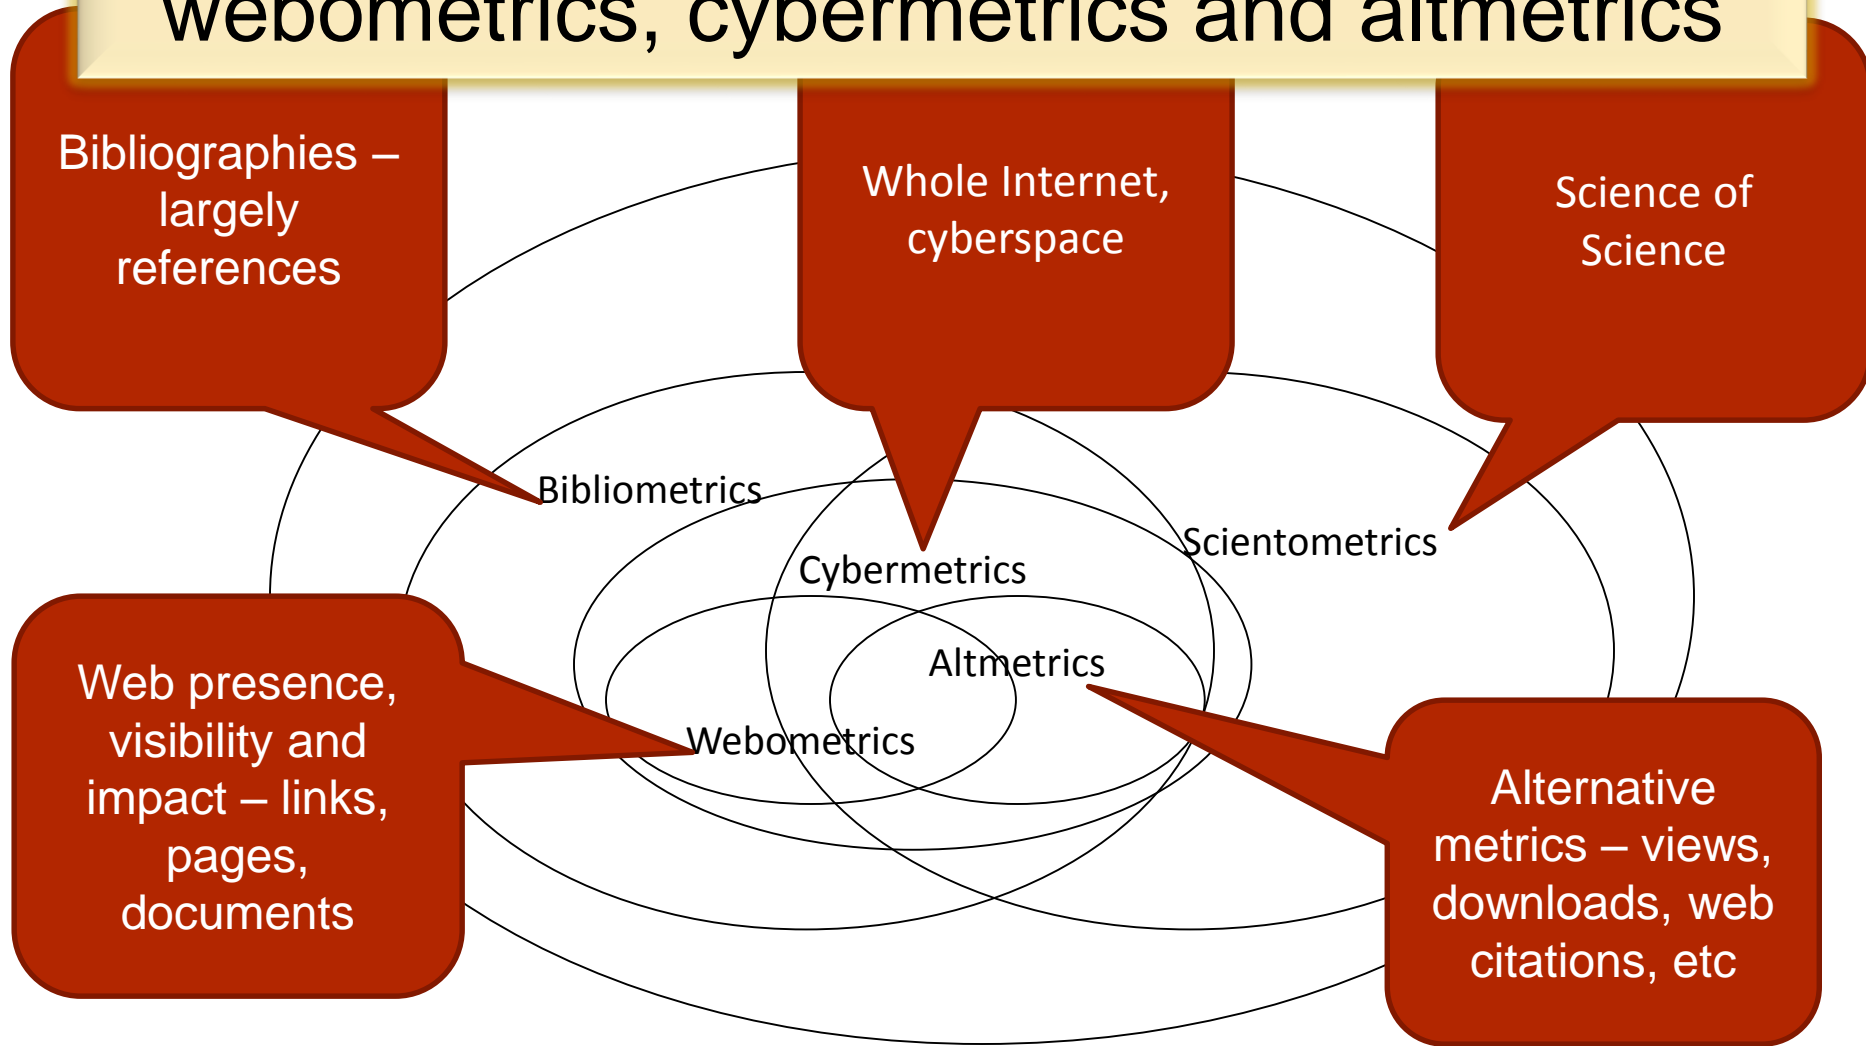 webometrics, cybermetrics and altmetrics
Bibliographies –
largely
references
Whole Internet,
cyberspace
Science of
Science
Bibliometrics
Scientometrics
Cybermetrics
Altmetrics
Webometrics
Web presence,
visibility and
impact – links,
pages,
documents
Alternative
metrics – views,
downloads, web
citations, etc